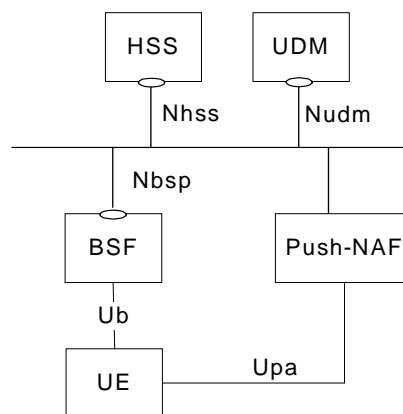 HSS
UDM
Nhss
Nudm
Nbsp
BSF
Push-NAF
Ub
Upa
UE